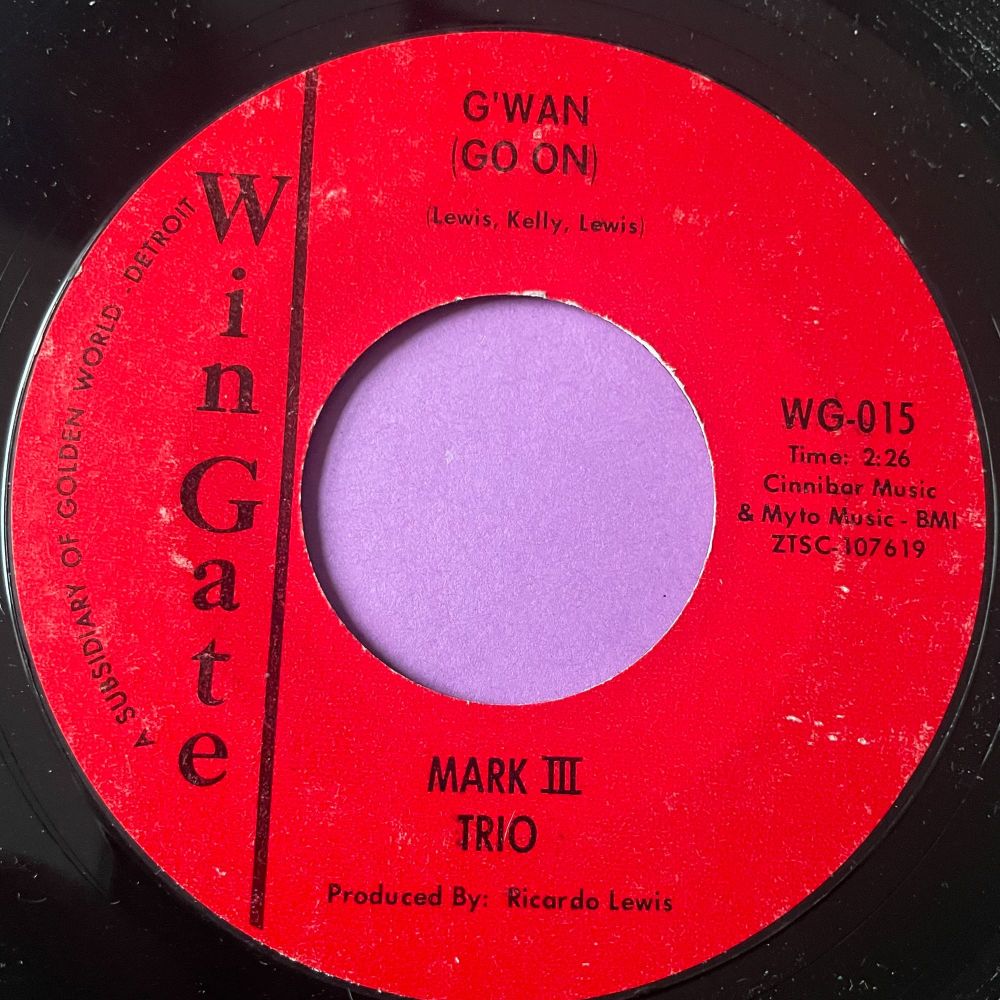 G'WAN
(GO ON)
(Lewis, Kelly, Lewis)
WinGate
A SUBSIDIARY OF GOLDEN WORLD - DETROIT
WG-015
Time: 2:26
Cinnibar Music
& Myto Music - BMI
ZTSC-107619
MARK III
TRIO
Produced By: Ricardo Lewis